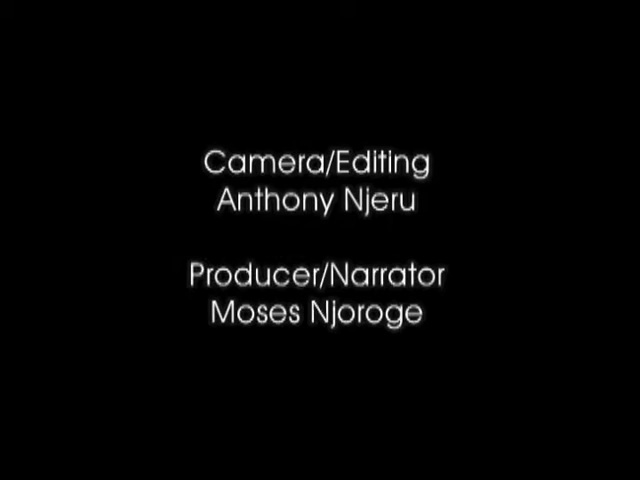 Camera/Editing
Anthony Njeru
Producer/Narrator
Moses Njoroge